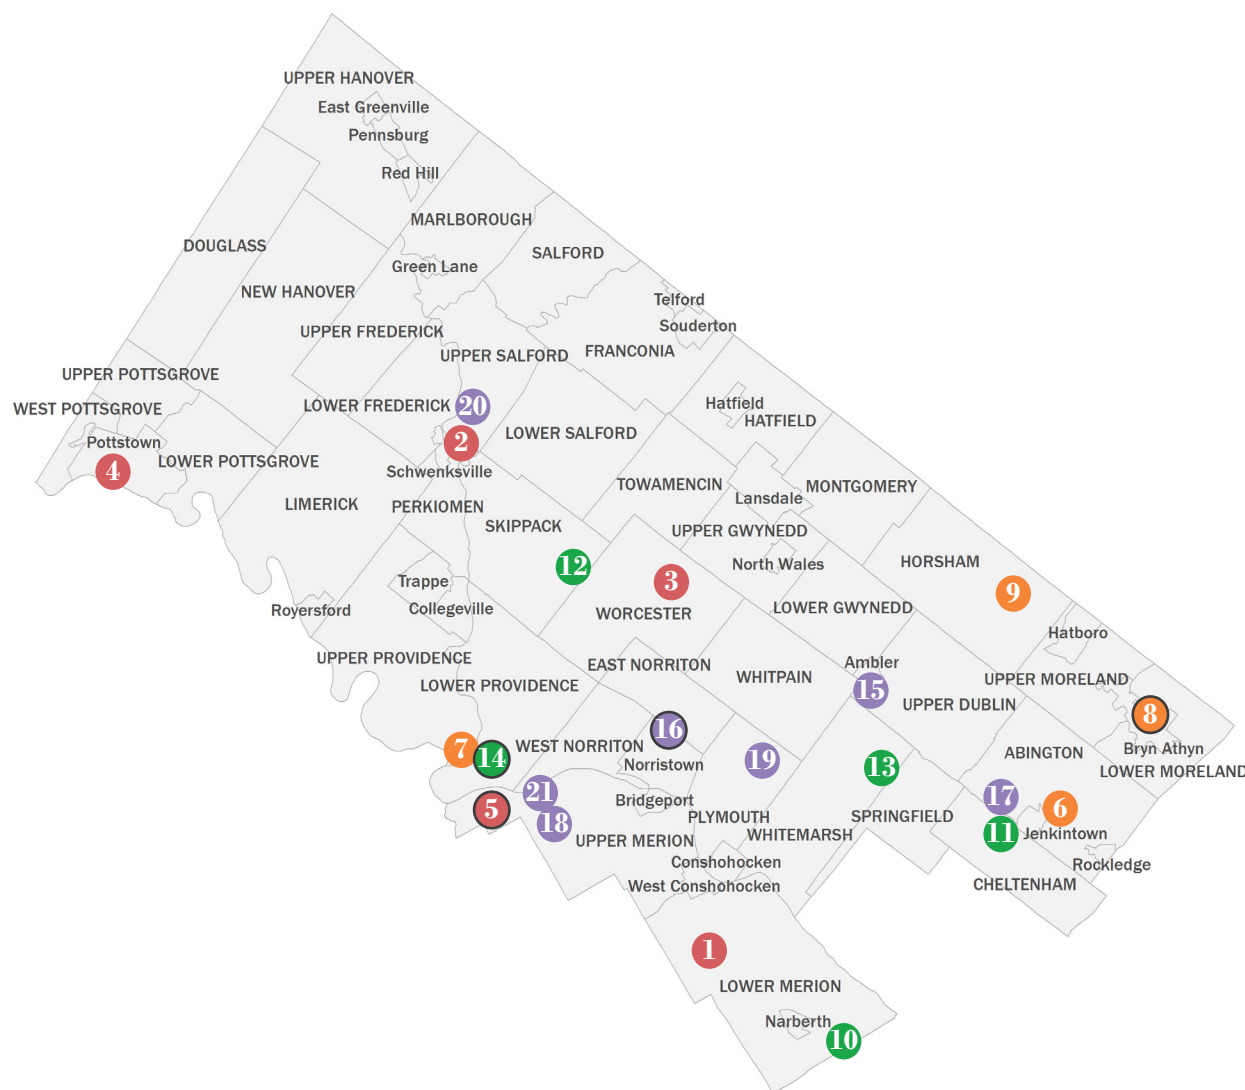 UPPER HANOVER
East Greenville
Pennsburg
Red Hill
MARLBOROUGH
DOUGLASS
SALFORD
Green Lane
NEW HANOVER
Telford
Souderton
UPPER FREDERICK
UPPER SALFORD
FRANCONIA
UPPER POTTSGROVE
WEST POTTSGROVE
LOWER FREDERICK
20
Hatfield
HATFIELD
Pottstown
2
LOWER SALFORD
4
LOWER POTTSGROVE
Schwenksville
TOWAMENCIN
MONTGOMERY
Lansdale
LIMERICK
PERKIOMEN
SKIPPACK
UPPER GWYNEDD
12
North Wales
HORSHAM
Trappe
3
9
Royersford
Collegeville
WORCESTER
LOWER GWYNEDD
Hatboro
UPPER PROVIDENCE
EAST NORRITON
Ambler
LOWER PROVIDENCE
WHITPAIN
15
UPPER MORELAND
UPPER DUBLIN
8
16
7
14
WEST NORRITON
Norristown
19
13
ABINGTON
Bryn Athyn
LOWER MORELAND
21
5
18
Bridgeport
17
6
PLYMOUTH
SPRINGFIELD
UPPER MERION
WHITEMARSH
11
Jenkintown
Conshohocken
Rockledge
West Conshohocken
CHELTENHAM
1
LOWER MERION
Narberth
10